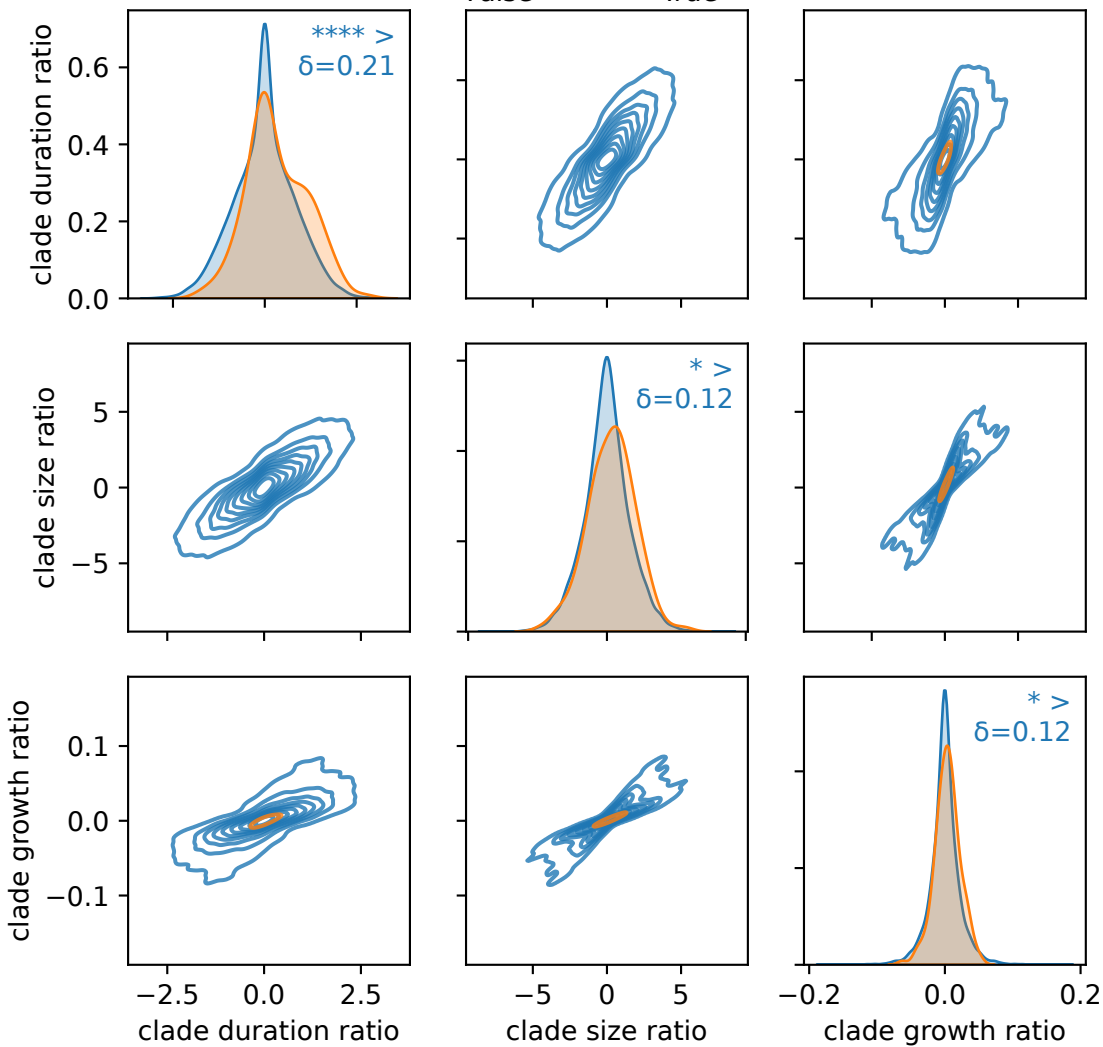 **** >
δ=0.21
clade duration ratio
0.6
0.4
0.2
0.0
* >
δ=0.12
clade size ratio
5
0
−5
* >
δ=0.12
clade growth ratio
0.1
0.0
−0.1
−2.5 0.0 2.5 −5 0 5 −0.2 0.0 0.2
clade duration ratio clade size ratio clade growth ratio